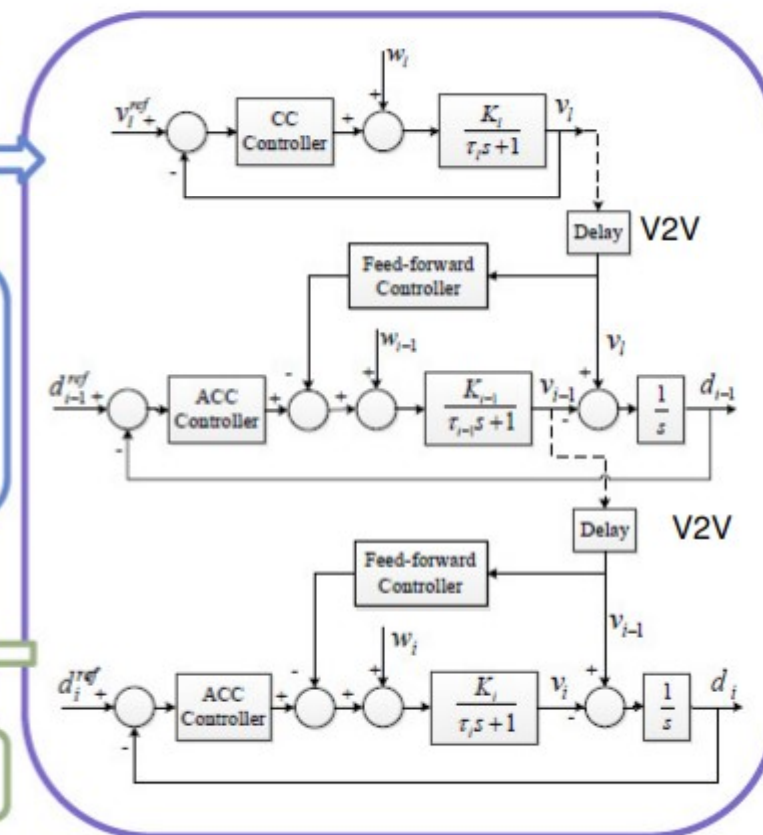 w_l
v_l^{ref} + CC Controller + + K_l / (τ_l s+1) v_l
-
Delay V2V
Feed-forward Controller
w_{i-1} v_l
d_{i-1}^{ref} + ACC Controller + - + + K_{i-1} / (τ_{i-1} s+1) v_{i-1} - + 1/s d_{i-1}
-
Delay V2V
Feed-forward Controller
w_i v_{i-1}
d_i^{ref} + ACC Controller + - + + K_i / (τ_i s+1) v_i - + 1/s d_i
-